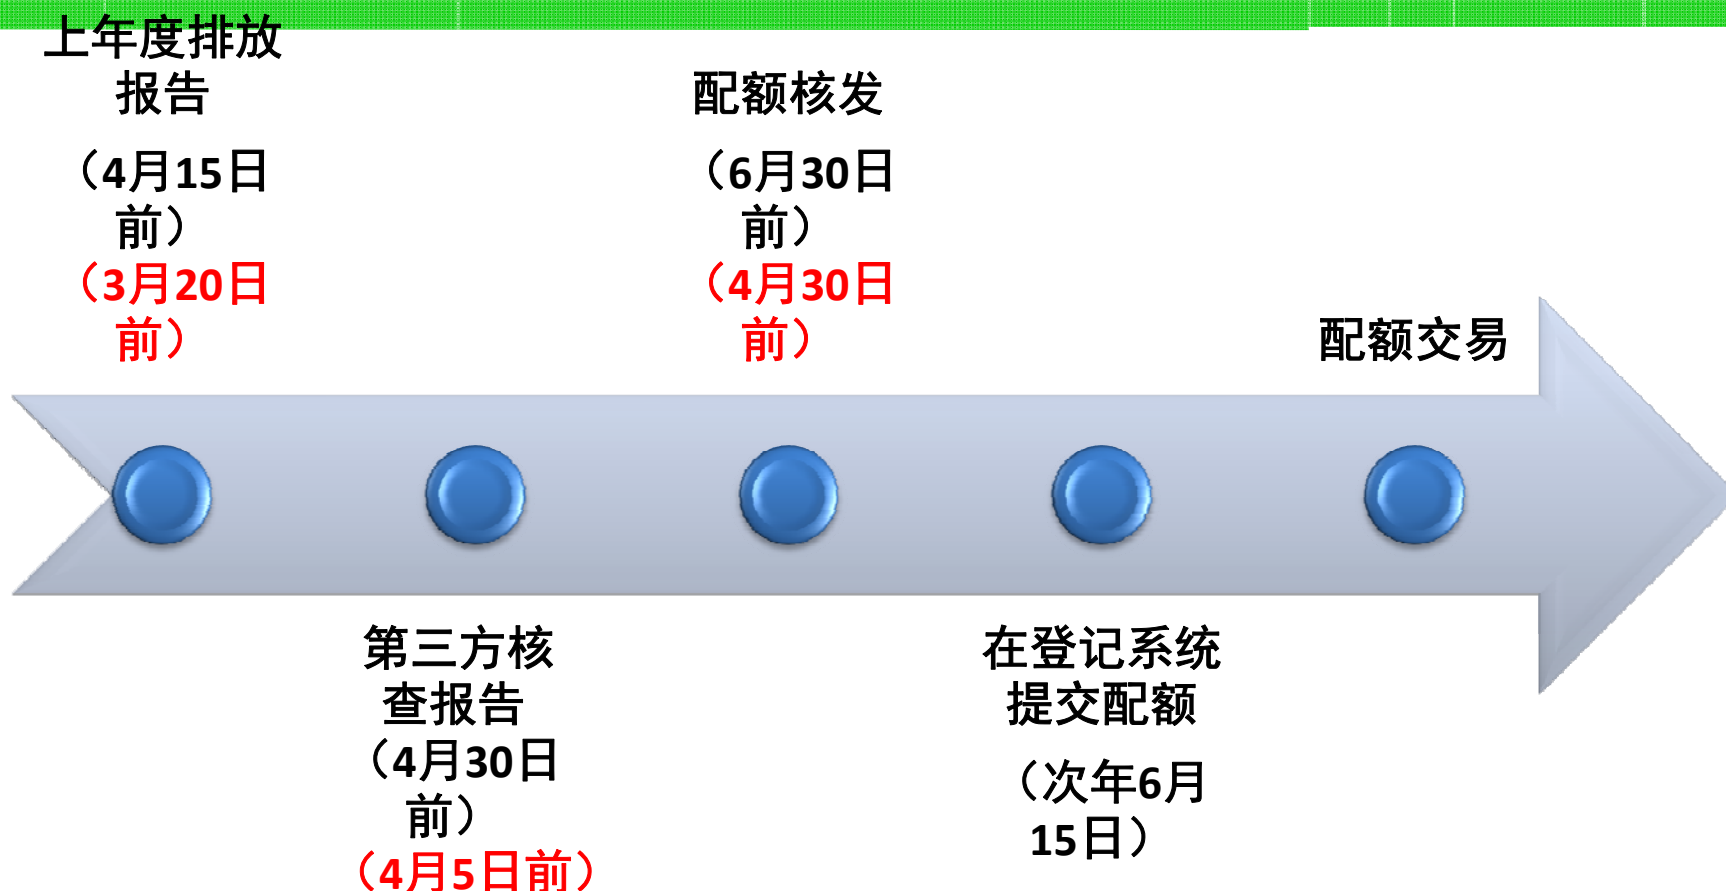 上年度排放
报告
（4月15日
前）
（3月20日
前）
第三方核
查报告
（4月30日
前）
（4月5日前）
配额核发
（6月30日
前）
（4月30日
前）
在登记系统
提交配额
（次年6月
15日）
配额交易